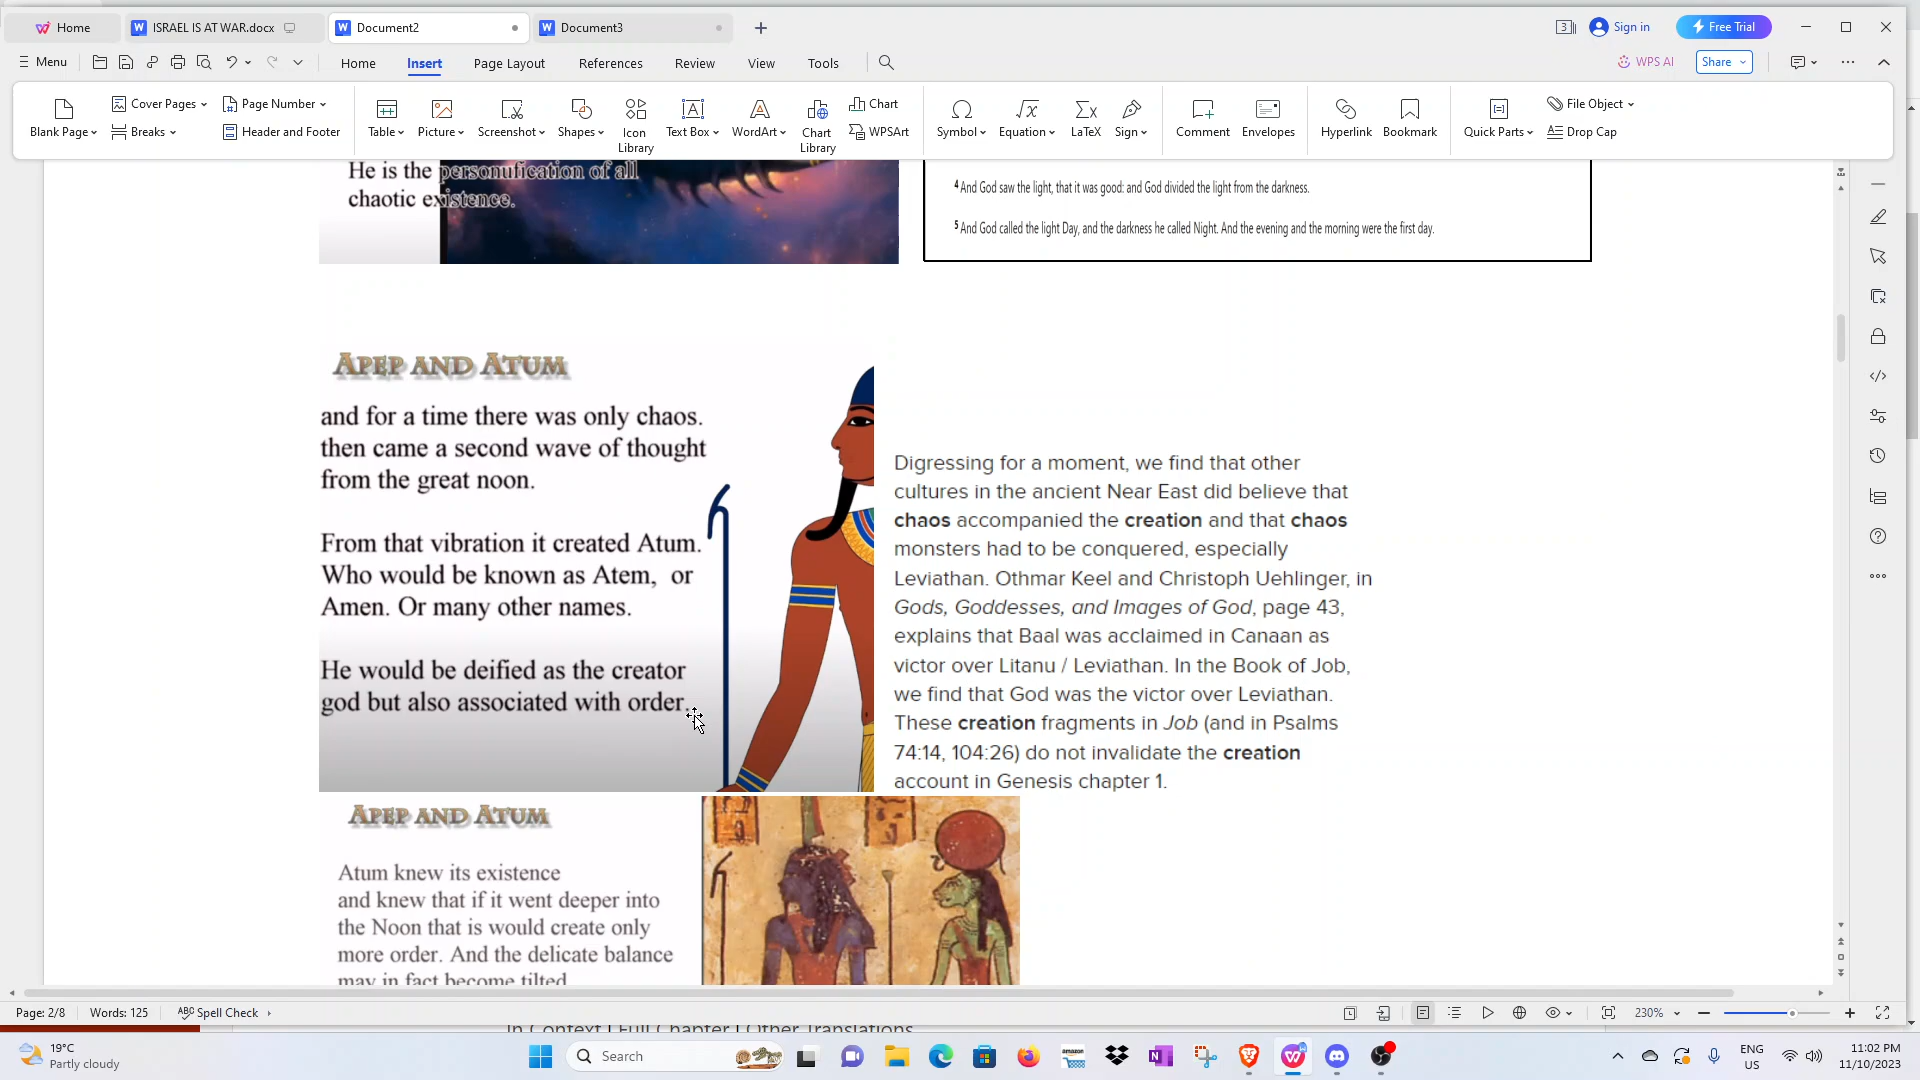 Home
ISRAEL IS AT WAR.docx
Document2
Document3
3
Sign in
Free Trial
Menu
Home
Insert
Page Layout
References
Review
View
Tools
WPS AI
Share
Blank Page
Cover Pages
Breaks
Page Number
Header and Footer
Table
Picture
Screenshot
Shapes
Icon Library
Text Box
WordArt
Chart Library
Chart
WPSArt
Symbol
Equation
LaTeX
Sign
Comment
Envelopes
Hyperlink
Bookmark
Quick Parts
File Object
Drop Cap
He is the personufication of all
chaotic existence.
4 And God saw the light, that it was good: and God divided the light from the darkness.
5 And God called the light Day, and the darkness he called Night. And the evening and the morning were the first day.
APEP AND ATUM
and for a time there was only chaos.
then came a second wave of thought
from the great noon.
From that vibration it created Atum.
Who would be known as Atem, or
Amen. Or many other names.
He would be deified as the creator
god but also associated with order.
Digressing for a moment, we find that other
cultures in the ancient Near East did believe that
chaos accompanied the creation and that chaos
monsters had to be conquered, especially
Leviathan. Othmar Keel and Christoph Uehlinger, in
Gods, Goddesses, and Images of God, page 43,
explains that Baal was acclaimed in Canaan as
victor over Litanu / Leviathan. In the Book of Job,
we find that God was the victor over Leviathan.
These creation fragments in Job (and in Psalms
74:14, 104:26) do not invalidate the creation
account in Genesis chapter 1.
APEP AND ATUM
Atum knew its existence
and knew that if it went deeper into
the Noon that is would create only
more order. And the delicate balance
may in fact become tilted
Page: 2/8
Words: 125
Spell Check
230%
In Context | Full Chapter | Other Translations
19°C
Partly cloudy
Search
amazon
ENG
US
11:02 PM
11/10/2023